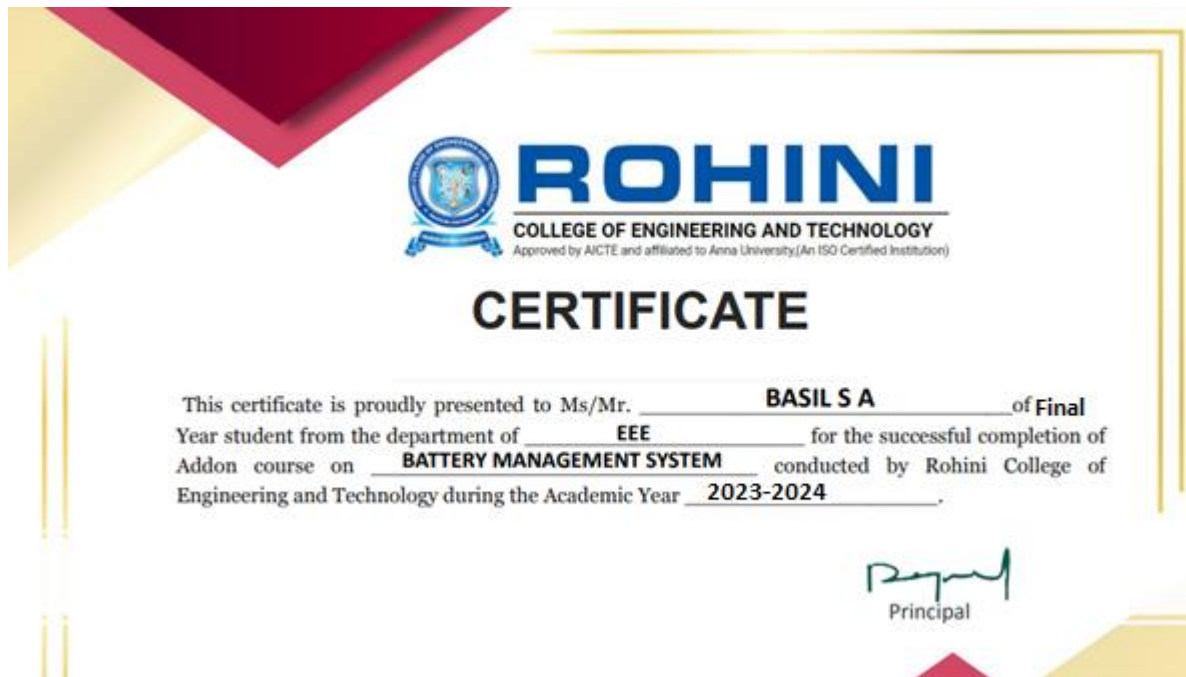 ROHINI
COLLEGE OF ENGINEERING AND TECHNOLOGY
Approved by AICTE and affiliated to Anna University,(An ISO Certified Institution)
CERTIFICATE
This certificate is proudly presented to Ms/Mr. BASIL S A of Final
Year student from the department of EEE for the successful completion of
Addon course on BATTERY MANAGEMENT SYSTEM conducted by Rohini College of
Engineering and Technology during the Academic Year 2023-2024.
Principal